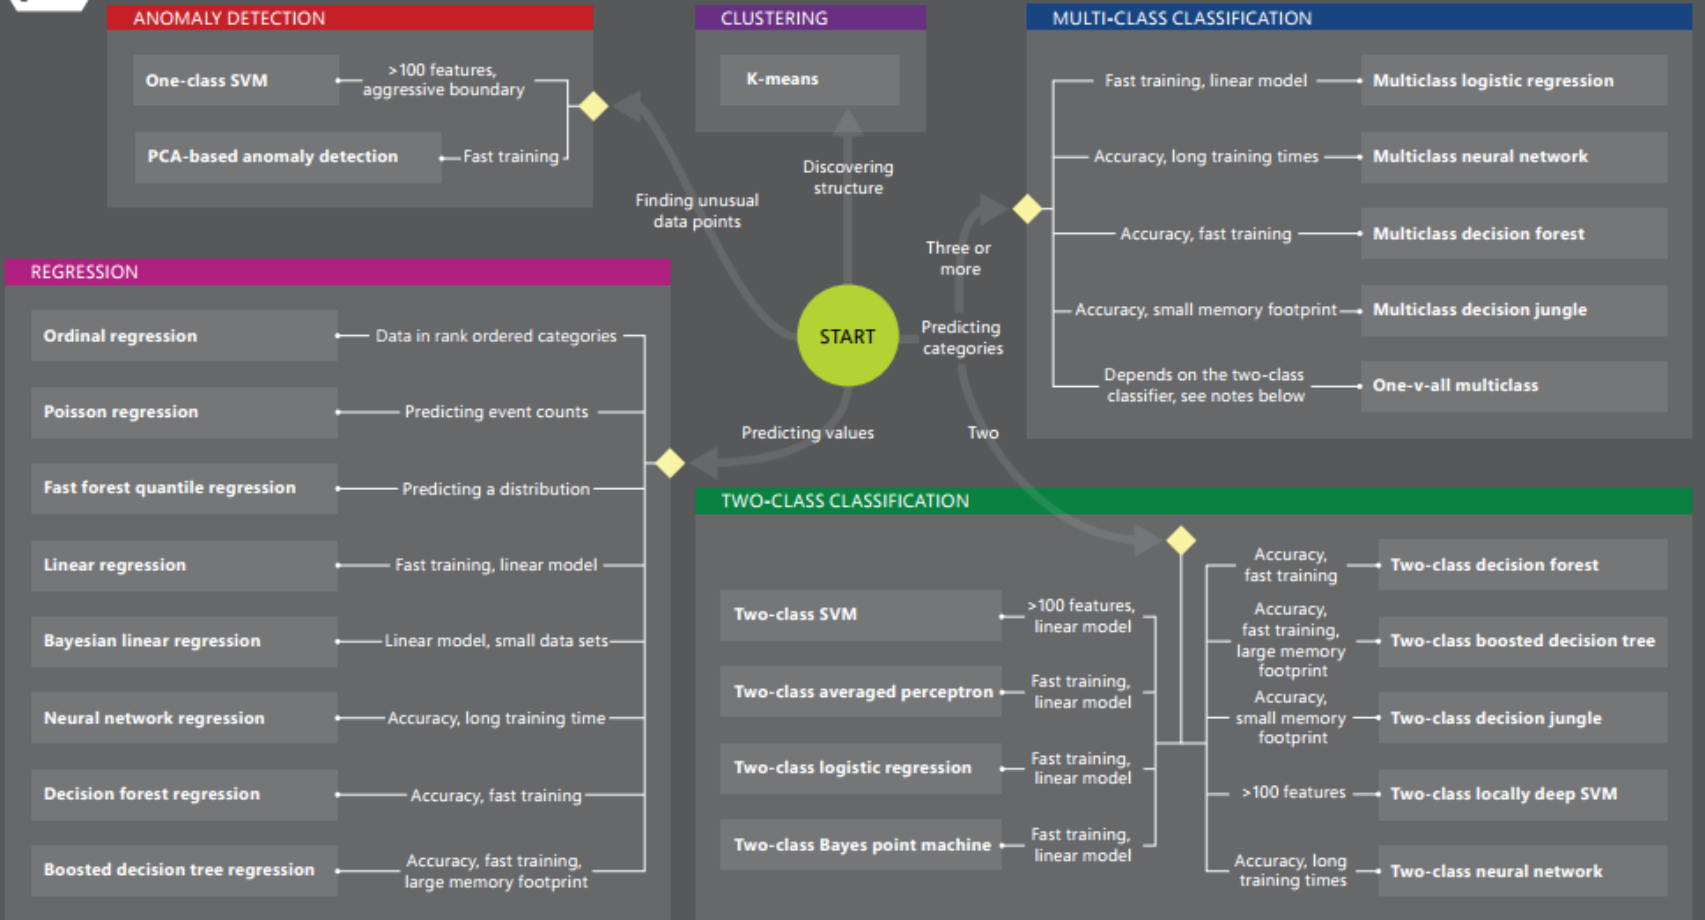 ANOMALY DETECTION
One-class SVM
>100 features,
aggressive boundary
PCA-based anomaly detection
Fast training
CLUSTERING
K-means
MULTI-CLASS CLASSIFICATION
Fast training, linear model
Multiclass logistic regression
Accuracy, long training times
Multiclass neural network
Accuracy, fast training
Multiclass decision forest
Accuracy, small memory footprint
Multiclass decision jungle
Depends on the two-class
classifier, see notes below
One-v-all multiclass
Finding unusual
data points
Discovering
structure
Three or
more
START
Predicting
categories
Predicting values
Two
REGRESSION
Ordinal regression
Data in rank ordered categories
Poisson regression
Predicting event counts
Fast forest quantile regression
Predicting a distribution
Linear regression
Fast training, linear model
Bayesian linear regression
Linear model, small data sets
Neural network regression
Accuracy, long training time
Decision forest regression
Accuracy, fast training
Boosted decision tree regression
Accuracy, fast training,
large memory footprint
TWO-CLASS CLASSIFICATION
Two-class SVM
>100 features,
linear model
Two-class averaged perceptron
Fast training,
linear model
Two-class logistic regression
Fast training,
linear model
Two-class Bayes point machine
Fast training,
linear model
Accuracy,
fast training
Two-class decision forest
Accuracy,
fast training,
large memory
footprint
Two-class boosted decision tree
Accuracy,
small memory
footprint
Two-class decision jungle
>100 features
Two-class locally deep SVM
Accuracy, long
training times
Two-class neural network